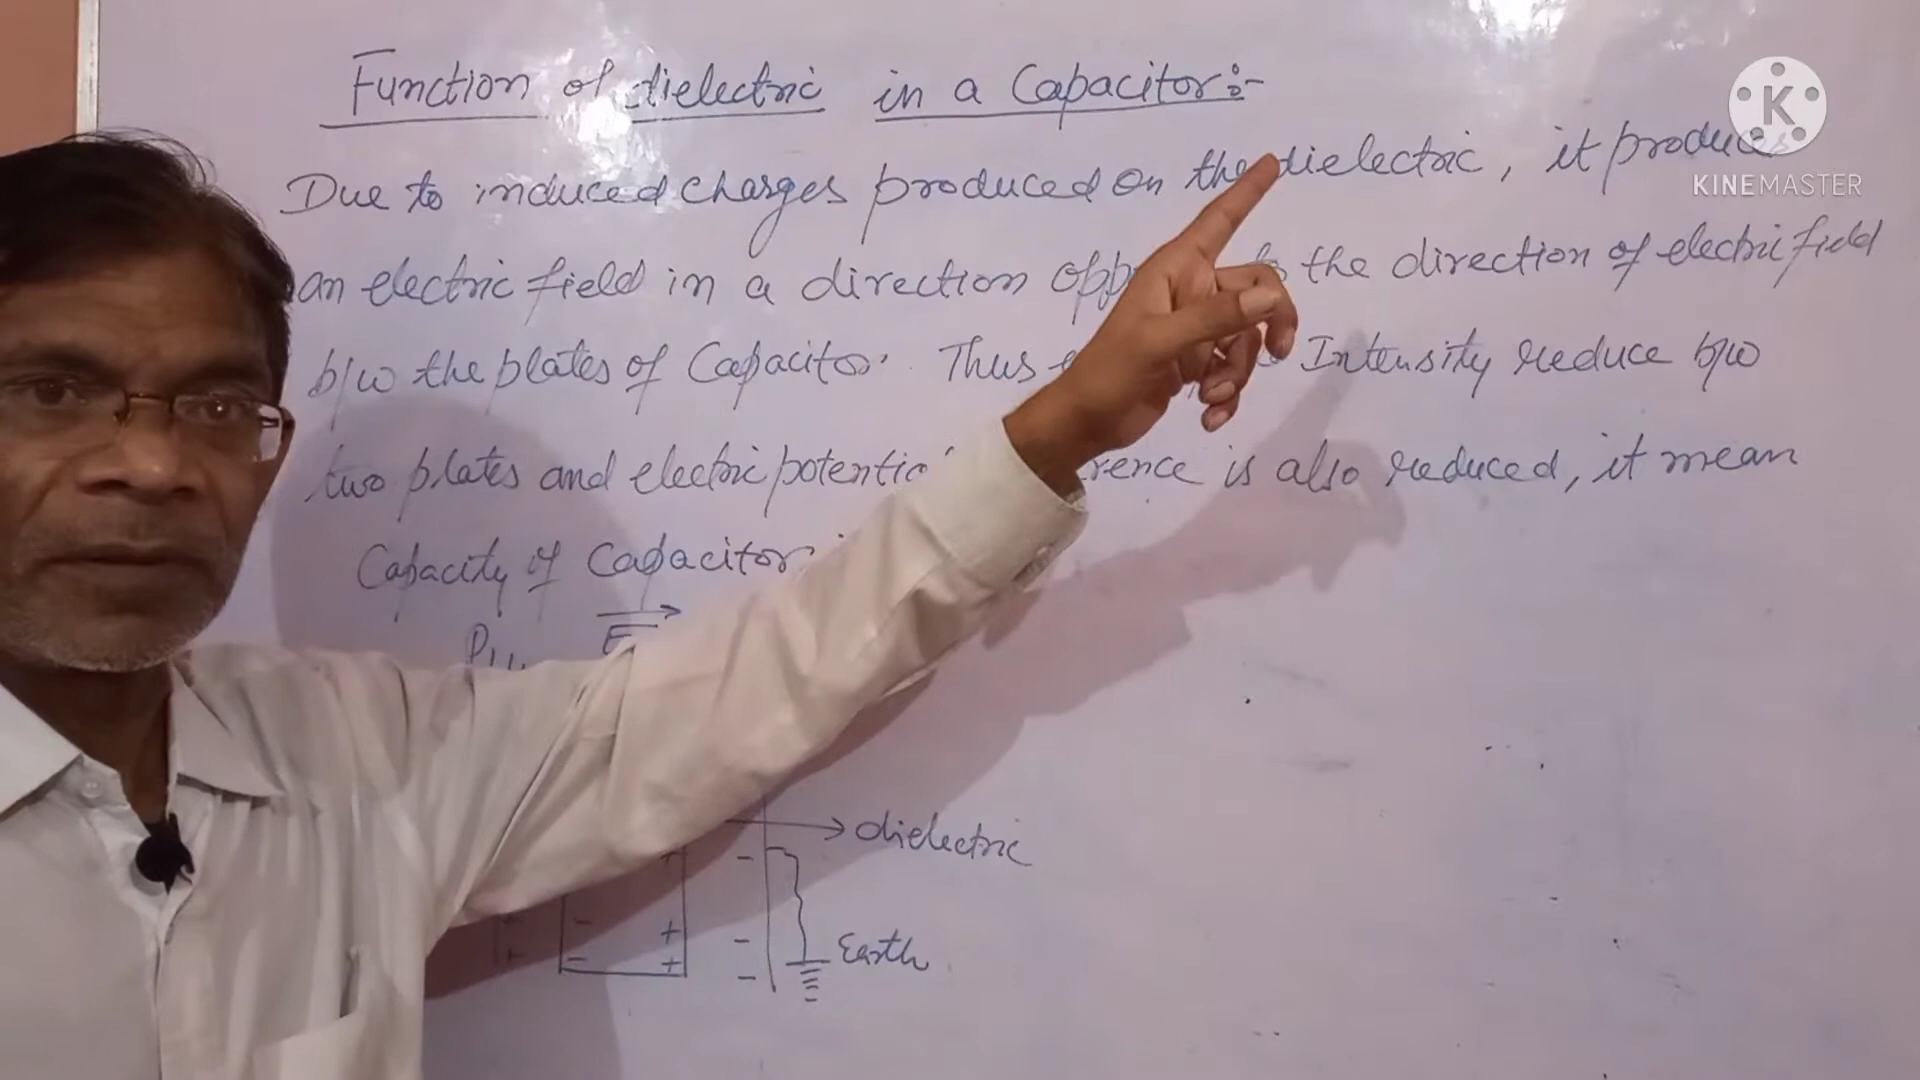 Function of dielectric in a Capacitor:-
Due to induced charges produced on the dielectric, it produces
an electric field in a direction the direction of electric field
b/w the plates of Capacitor. Thus Intensity reduce b/w
two plates and electric is also reduced, it mean
Capacity of Capacitor
E
dielectric
- +
- +
- +
-
-
-
Earth
K
KINEMASTER